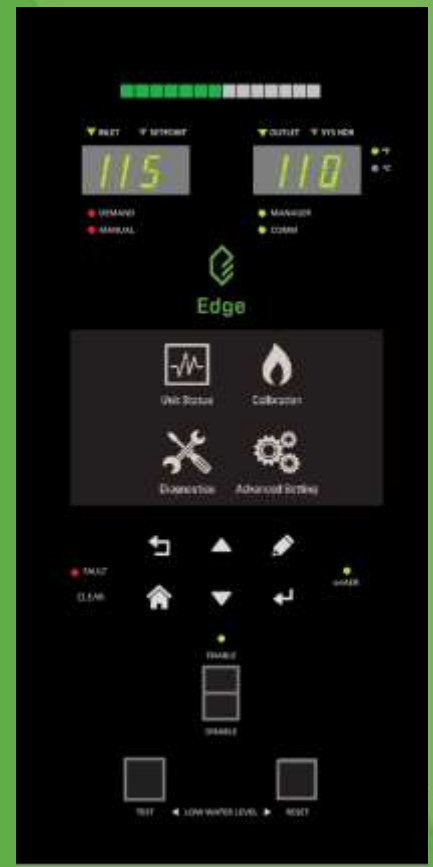 INLET SETPOINT OUTLET SYS HDR
115 110 °F
°C
DEMAND MANAGER
MANUAL COMM
Edge
Unit Status Calibration
Diagnostics Advanced Setting
FAULT
onAER
CLEAR
ENABLE
DISABLE
TEST LOW WATER LEVEL RESET